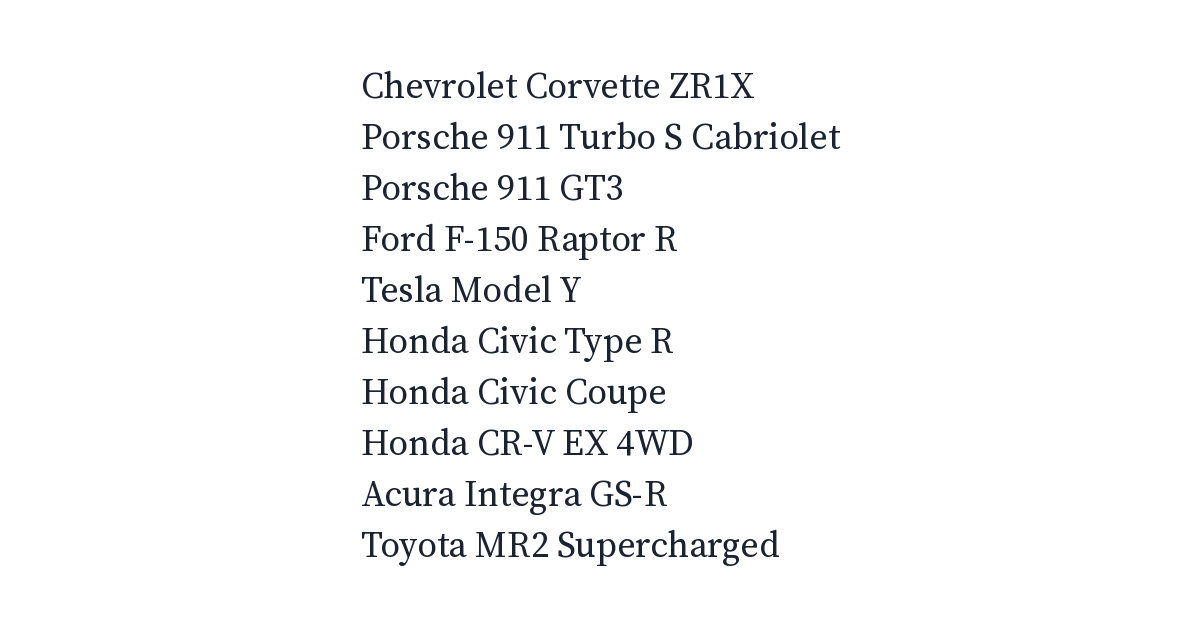 Chevrolet Corvette ZR1X
Porsche 911 Turbo S Cabriolet
Porsche 911 GT3
Ford F-150 Raptor R
Tesla Model Y
Honda Civic Type R
Honda Civic Coupe
Honda CR-V EX 4WD
Acura Integra GS-R
Toyota MR2 Supercharged